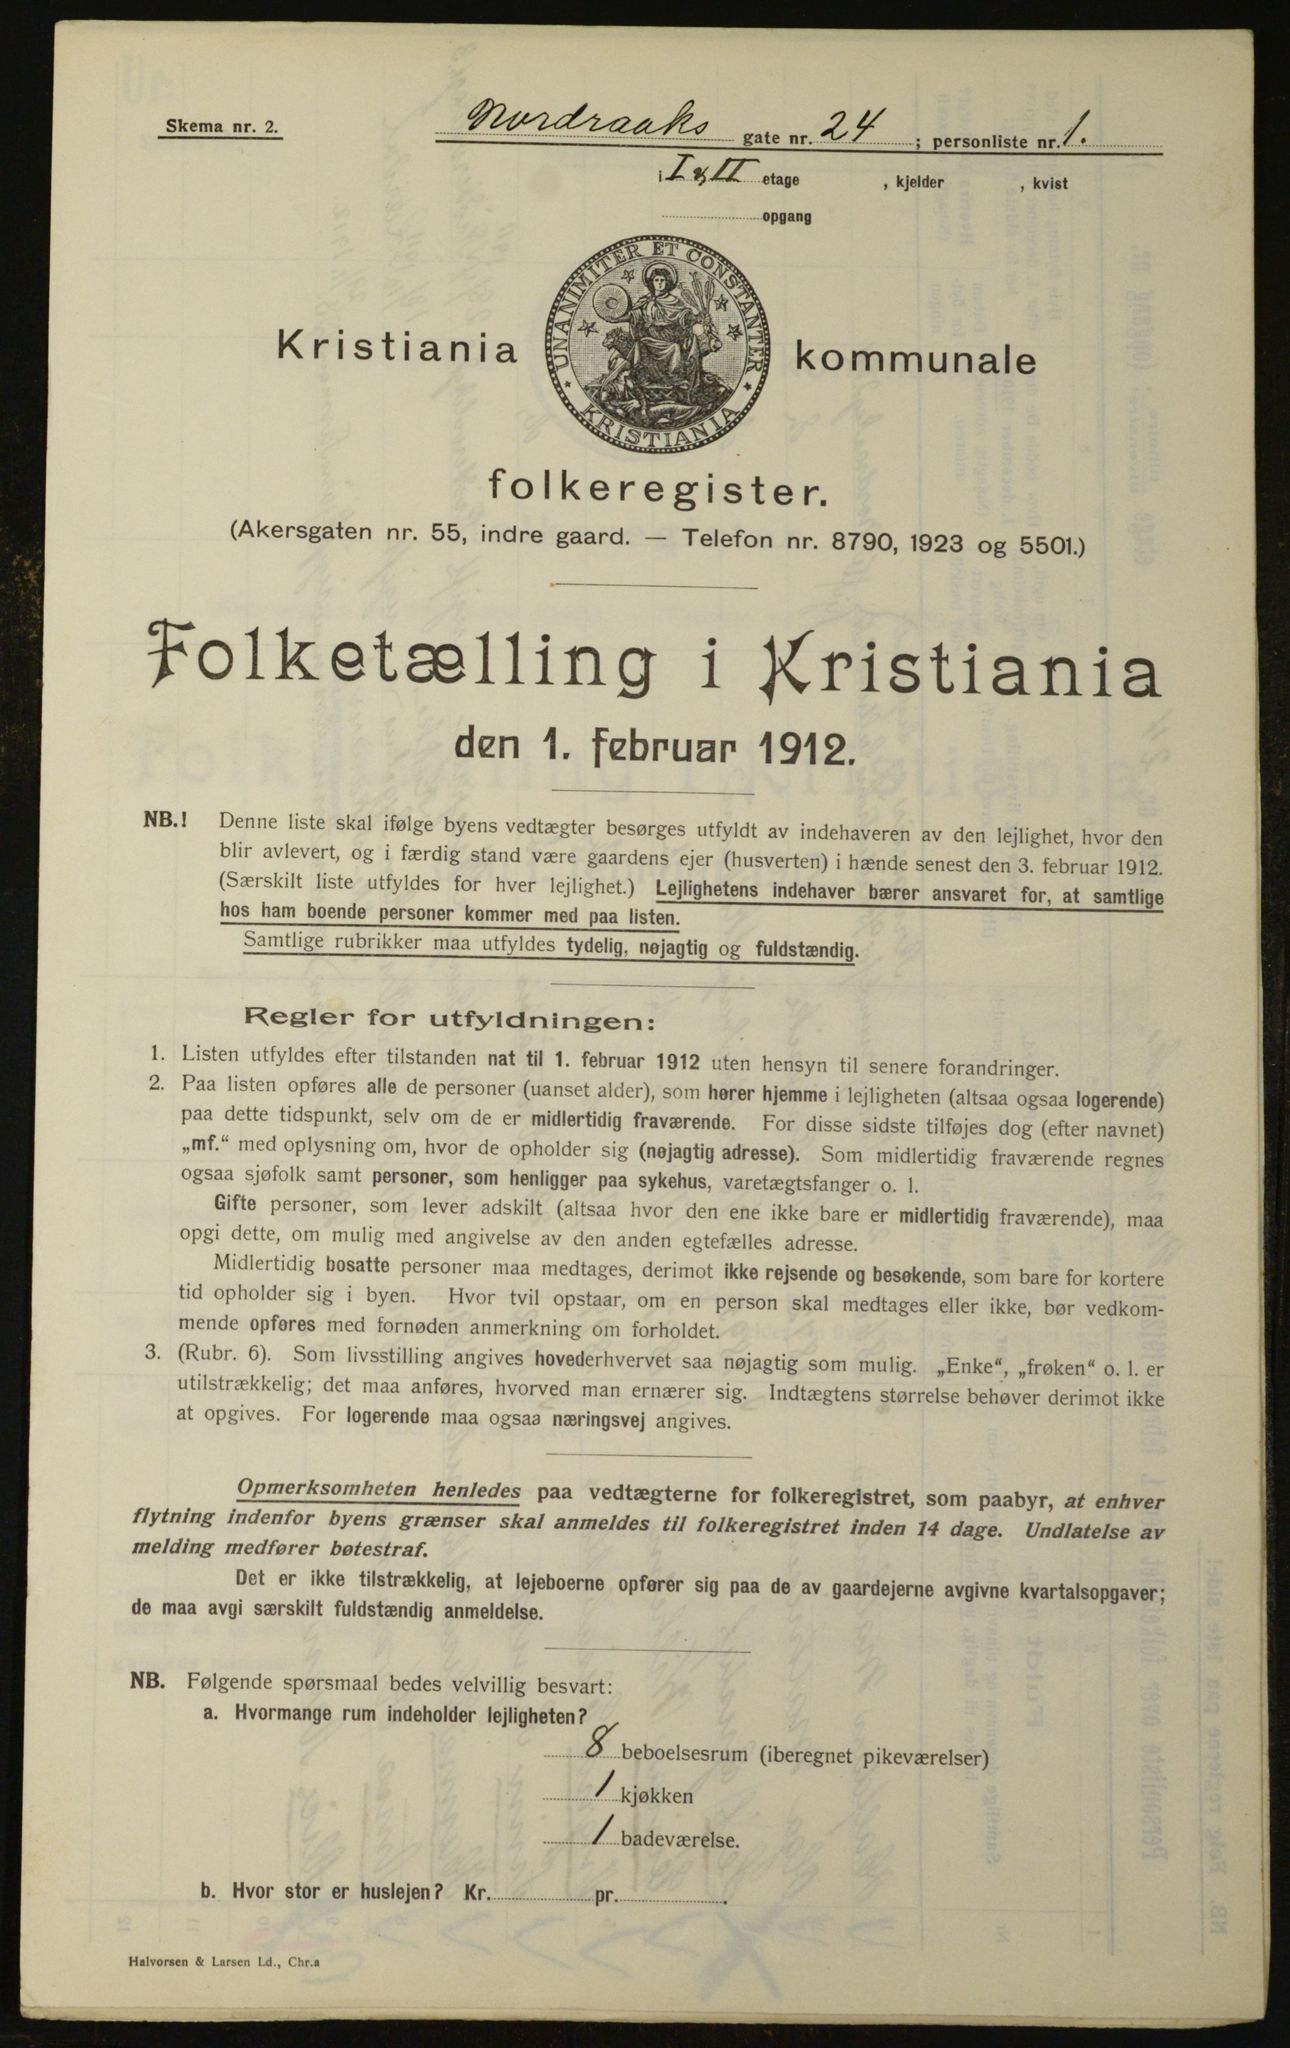 Skema nr. 2.
Nordraaks gate nr. 24 ; personliste nr. 1.
i I & II etage , kjelder , kvist
opgang
UNANIMITER ET CONSTANTER
KRISTIANIA
Kristiania kommunale
folkeregister.
(Akersgaten nr. 55, indre gaard. — Telefon nr. 8790, 1923 og 5501.)
Folketælling i Kristiania
den 1. februar 1912.
NB.! Denne liste skal ifølge byens vedtægter besørges utfyldt av indehaveren av den lejlighet, hvor den
blir avlevert, og i færdig stand være gaardens ejer (husverten) i hænde senest den 3. februar 1912.
(Særskilt liste utfyldes for hver lejlighet.) Lejlighetens indehaver bærer ansvaret for, at samtlige
hos ham boende personer kommer med paa listen.
Samtlige rubrikker maa utfyldes tydelig, nøjagtig og fuldstændig.
Regler for utfyldningen:
1. Listen utfyldes efter tilstanden nat til 1. februar 1912 uten hensyn til senere forandringer.
2. Paa listen opføres alle de personer (uanset alder), som hører hjemme i lejligheten (altsaa ogsaa logerende)
paa dette tidspunkt, selv om de er midlertidig fraværende. For disse sidste tilføjes dog (efter navnet)
„mf.“ med oplysning om, hvor de opholder sig (nøjagtig adresse). Som midlertidig fraværende regnes
ogsaa sjøfolk samt personer, som henligger paa sykehus, varetægtsfanger o. l.
Gifte personer, som lever adskilt (altsaa hvor den ene ikke bare er midlertidig fraværende), maa
opgi dette, om mulig med angivelse av den anden egtefælles adresse.
Midlertidig bosatte personer maa medtages, derimot ikke rejsende og besøkende, som bare for kortere
tid opholder sig i byen. Hvor tvil opstaar, om en person skal medtages eller ikke, bør vedkom-
mende opføres med fornøden anmerkning om forholdet.
3. (Rubr. 6). Som livsstilling angives hovederhvervet saa nøjagtig som mulig. „Enke“, „frøken“ o. l. er
utilstrækkelig; det maa anføres, hvorved man ernærer sig. Indtægtens størrelse behøver derimot ikke
at opgives. For logerende maa ogsaa næringsvej angives.
Opmerksomheten henledes paa vedtægterne for folkeregistret, som paabyr, at enhver
flytning indenfor byens grænser skal anmeldes til folkeregistret inden 14 dage. Undlatelse av
melding medfører bøtestraf.
Det er ikke tilstrækkelig, at lejeboerne opfører sig paa de av gaardejerne avgivne kvartalsopgaver;
de maa avgi særskilt fuldstændig anmeldelse.
NB. Følgende spørsmaal bedes velvillig besvart:
a. Hvormange rum indeholder lejligheten?
8 beboelsesrum (iberegnet pikeværelser)
1 kjøkken
1 badeværelse.
b. Hvor stor er huslejen? Kr. pr. .
Halvorsen & Larsen Ld., Chr.a